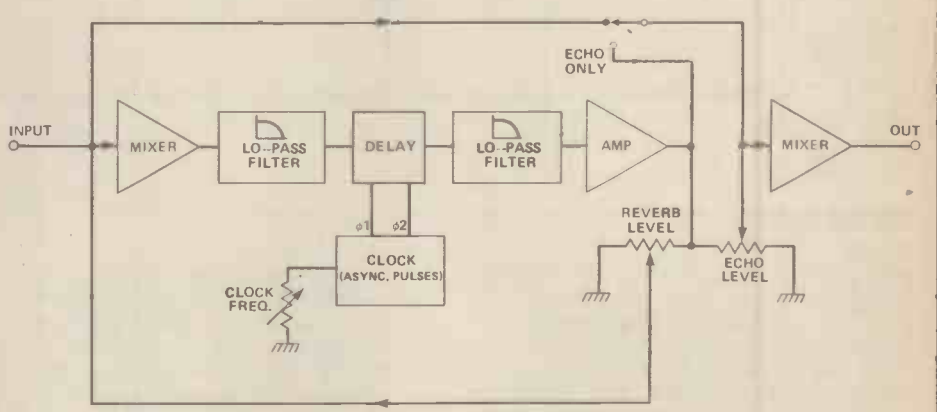 ECHO
ONLY
INPUT
MIXER
LO--PASS
FILTER
DELAY
LO--PASS
FILTER
AMP
MIXER
OUT
φ1
φ2
REVERB
LEVEL
CLOCK
(ASYNC, PULSES)
ECHO
LEVEL
CLOCK
FREQ.